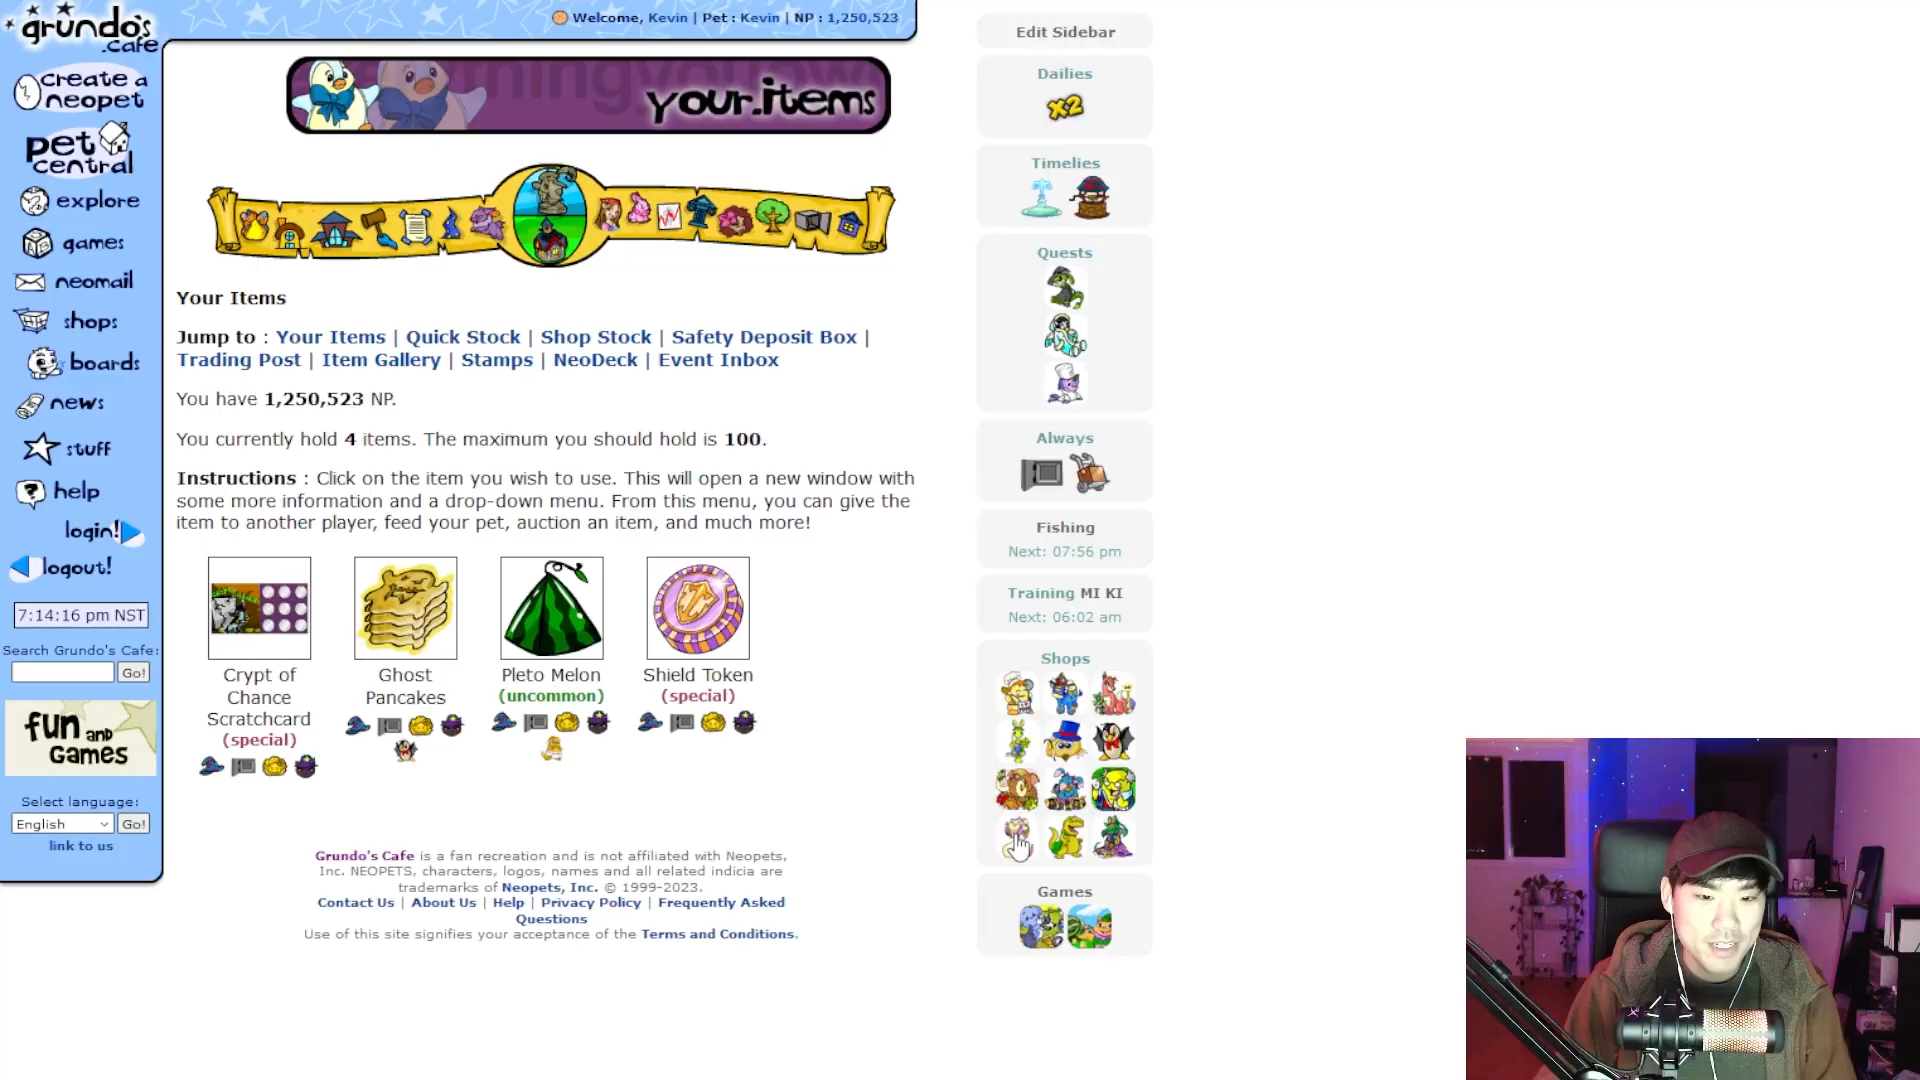 grundo's
.cafe
Welcome, Kevin | Pet : Kevin | NP : 1,250,523
create a
neopet
pet
central
explore
games
neomail
shops
boards
news
stuff
help
login!
logout!
7:14:16 pm NST
Search Grundo's Cafe:
Go!
fun and
Games
Select language:
English
Go!
link to us
your.items
Your Items
Jump to : Your Items | Quick Stock | Shop Stock | Safety Deposit Box |
Trading Post | Item Gallery | Stamps | NeoDeck | Event Inbox
You have 1,250,523 NP.
You currently hold 4 items. The maximum you should hold is 100.
Instructions : Click on the item you wish to use. This will open a new window with
some more information and a drop-down menu. From this menu, you can give the
item to another player, feed your pet, auction an item, and much more!
Crypt of
Chance
Scratchcard
(special)
Ghost
Pancakes
Pleto Melon
(uncommon)
Shield Token
(special)
Grundo's Cafe is a fan recreation and is not affiliated with Neopets,
Inc. NEOPETS, characters, logos, names and all related indicia are
trademarks of Neopets, Inc. © 1999-2023.
Contact Us | About Us | Help | Privacy Policy | Frequently Asked
Questions
Use of this site signifies your acceptance of the Terms and Conditions.
Edit Sidebar
Dailies
x2
Timelies
Quests
Always
Fishing
Next: 07:56 pm
Training MI KI
Next: 06:02 am
Shops
Games